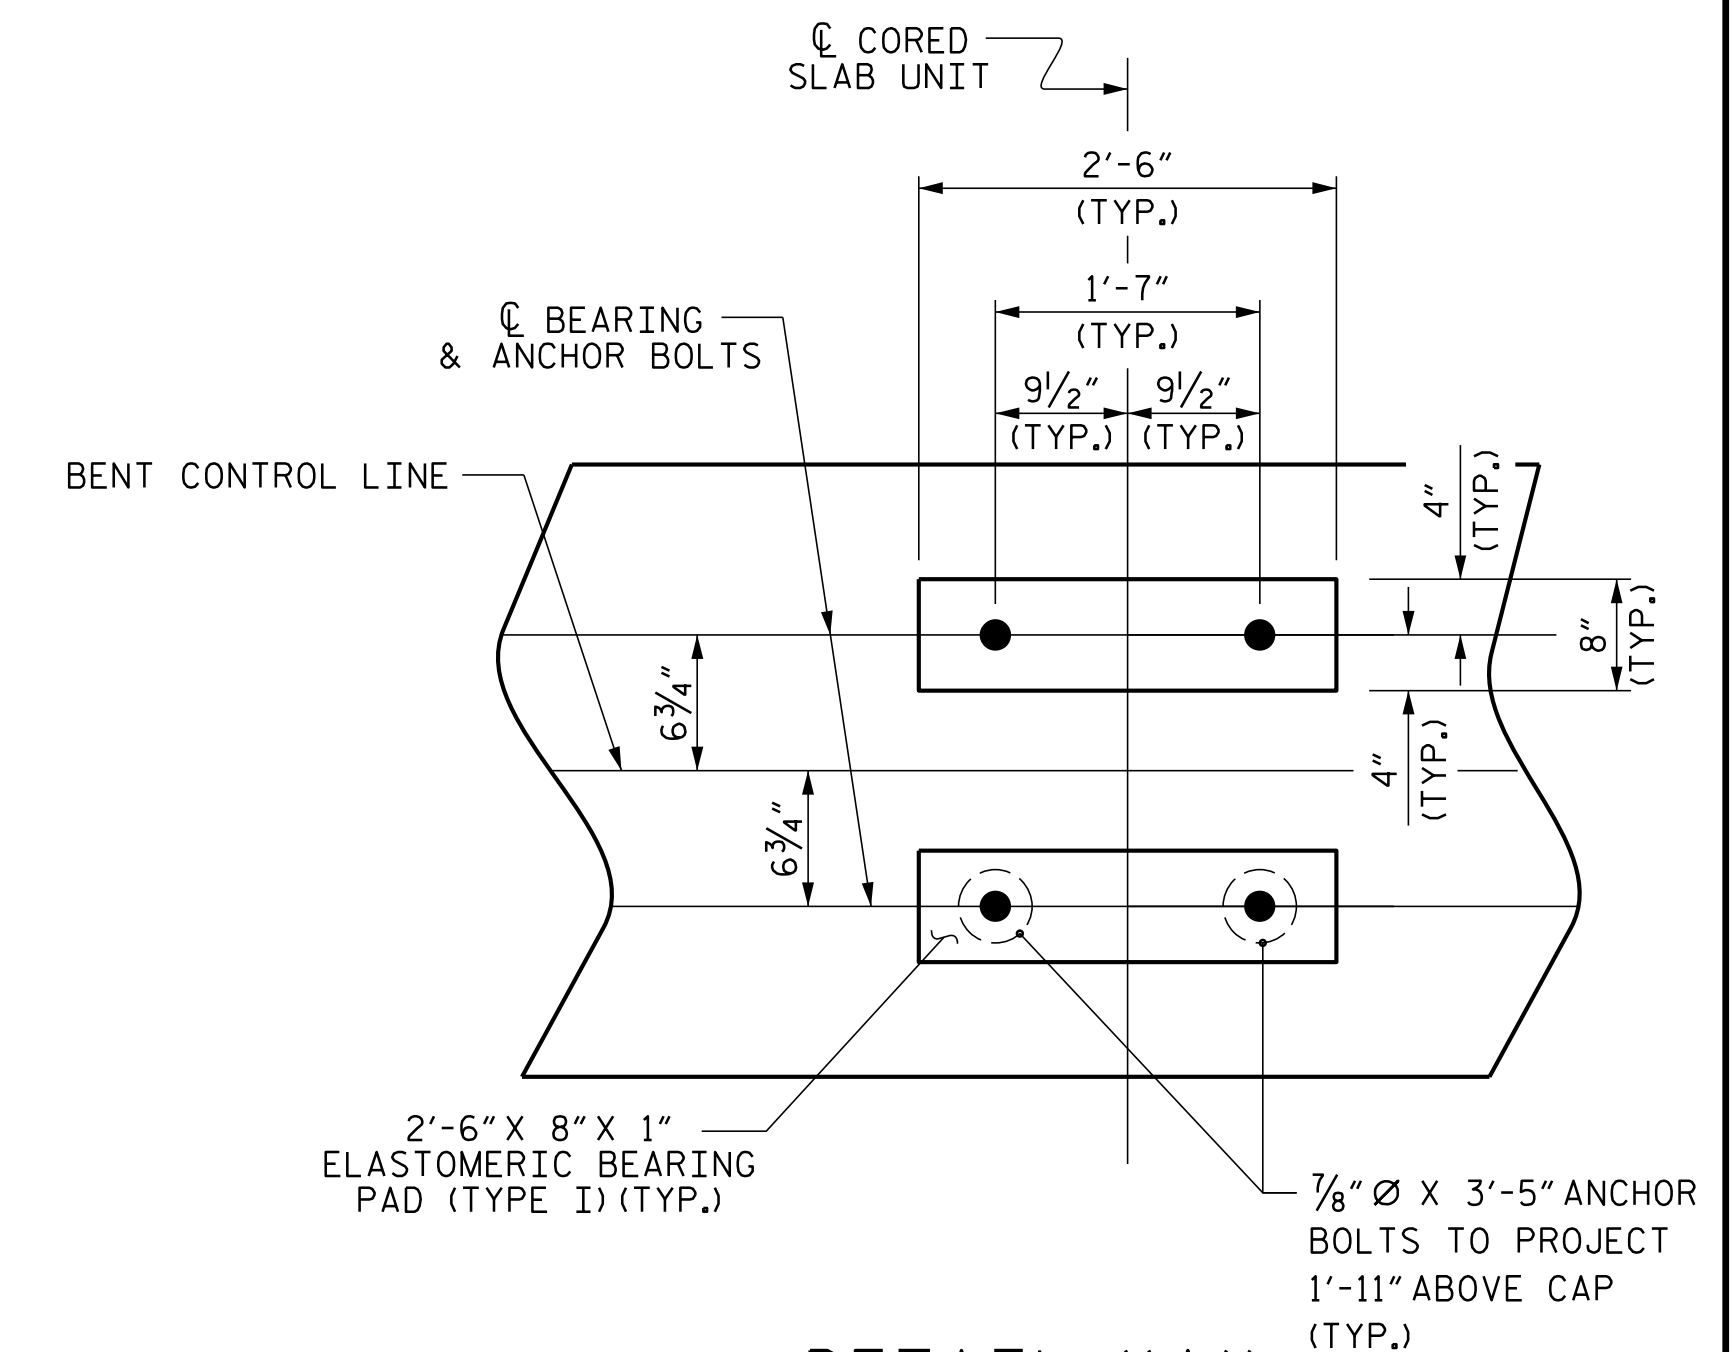 ℄ CORED
SLAB UNIT
2'-6"
(TYP.)
1'-7"
(TYP.)
℄ BEARING
& ANCHOR BOLTS
9½" 9½"
(TYP.) (TYP.)
BENT CONTROL LINE
4"
(TYP.)
8"
(TYP.)
6¾"
4"
(TYP.)
6¾"
2'-6" X 8" X 1"
ELASTOMERIC BEARING
PAD (TYPE I)(TYP.)
⅞" Ø X 3'-5" ANCHOR
BOLTS TO PROJECT
1'-11" ABOVE CAP
(TYP.)